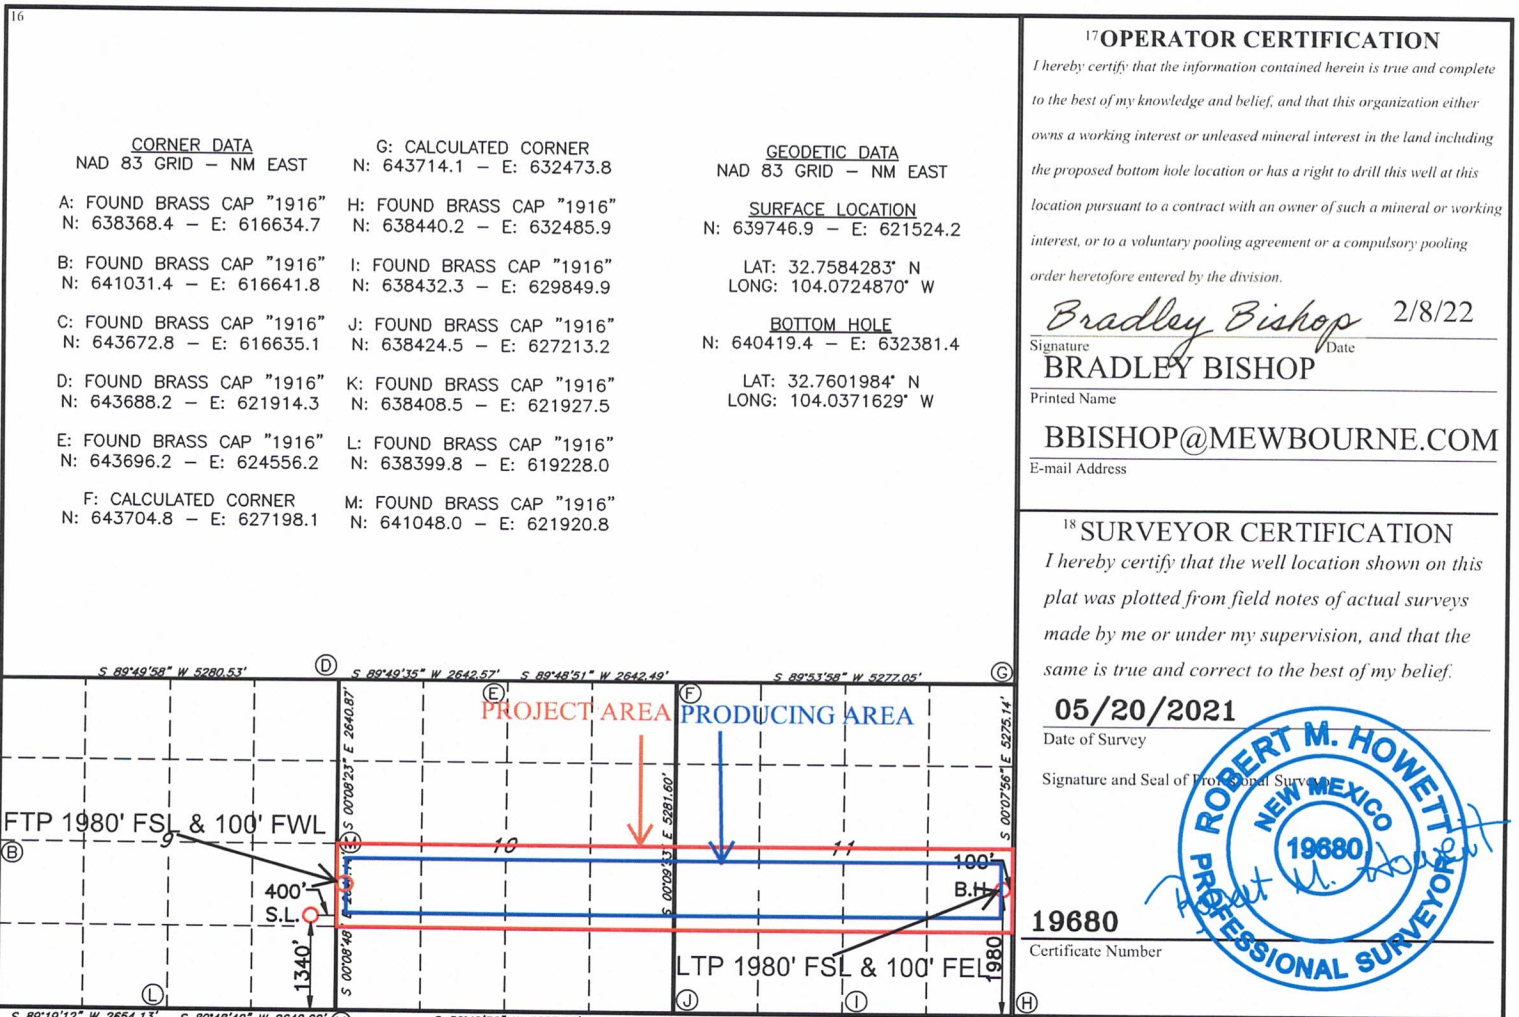 16
CORNER DATA
NAD 83 GRID – NM EAST
A: FOUND BRASS CAP "1916"
N: 638368.4 – E: 616634.7
B: FOUND BRASS CAP "1916"
N: 641031.4 – E: 616641.8
C: FOUND BRASS CAP "1916"
N: 643672.8 – E: 616635.1
D: FOUND BRASS CAP "1916"
N: 643688.2 – E: 621914.3
E: FOUND BRASS CAP "1916"
N: 643696.2 – E: 624556.2
F: CALCULATED CORNER
N: 643704.8 – E: 627198.1
G: CALCULATED CORNER
N: 643714.1 – E: 632473.8
H: FOUND BRASS CAP "1916"
N: 638440.2 – E: 632485.9
I: FOUND BRASS CAP "1916"
N: 638432.3 – E: 629849.9
J: FOUND BRASS CAP "1916"
N: 638424.5 – E: 627213.2
K: FOUND BRASS CAP "1916"
N: 638408.5 – E: 621927.5
L: FOUND BRASS CAP "1916"
N: 638399.8 – E: 619228.0
M: FOUND BRASS CAP "1916"
N: 641048.0 – E: 621920.8
GEODETIC DATA
NAD 83 GRID – NM EAST
SURFACE LOCATION
N: 639746.9 – E: 621524.2
LAT: 32.7584283° N
LONG: 104.0724870° W
BOTTOM HOLE
N: 640419.4 – E: 632381.4
LAT: 32.7601984° N
LONG: 104.0371629° W
17 OPERATOR CERTIFICATION
I hereby certify that the information contained herein is true and complete
to the best of my knowledge and belief, and that this organization either
owns a working interest or unleased mineral interest in the land including
the proposed bottom hole location or has a right to drill this well at this
location pursuant to a contract with an owner of such a mineral or working
interest, or to a voluntary pooling agreement or a compulsory pooling
order heretofore entered by the division.
Bradley Bishop 2/8/22
Signature Date
BRADLEY BISHOP
Printed Name
BBISHOP@MEWBOURNE.COM
E-mail Address
18 SURVEYOR CERTIFICATION
I hereby certify that the well location shown on this
plat was plotted from field notes of actual surveys
made by me or under my supervision, and that the
same is true and correct to the best of my belief.
05/20/2021
Date of Survey
Signature and Seal of Professional Surveyor
ROBERT M. HOWETT
NEW MEXICO
19680
PROFESSIONAL SURVEYOR
Robert M. Howett
19680
Certificate Number
S 89°49'58" W 5280.53'
D
S 89°49'35" W 2642.57'
S 89°48'51" W 2642.49'
S 89°53'58" W 5277.05'
G
E
F
PROJECT AREA
PRODUCING AREA
S 00°08'23" E 2640.87'
S 00°09'33" E 5281.60'
S 00°07'56" E 5275.14'
FTP 1980' FSL & 100' FWL
9
10
11
B
M
400'
S.L.
1340'
S 00°08'48"
100'
B.H.
1980'
LTP 1980' FSL & 100' FEL
L
J
I
H
S 89°19'12" W 2654.13'